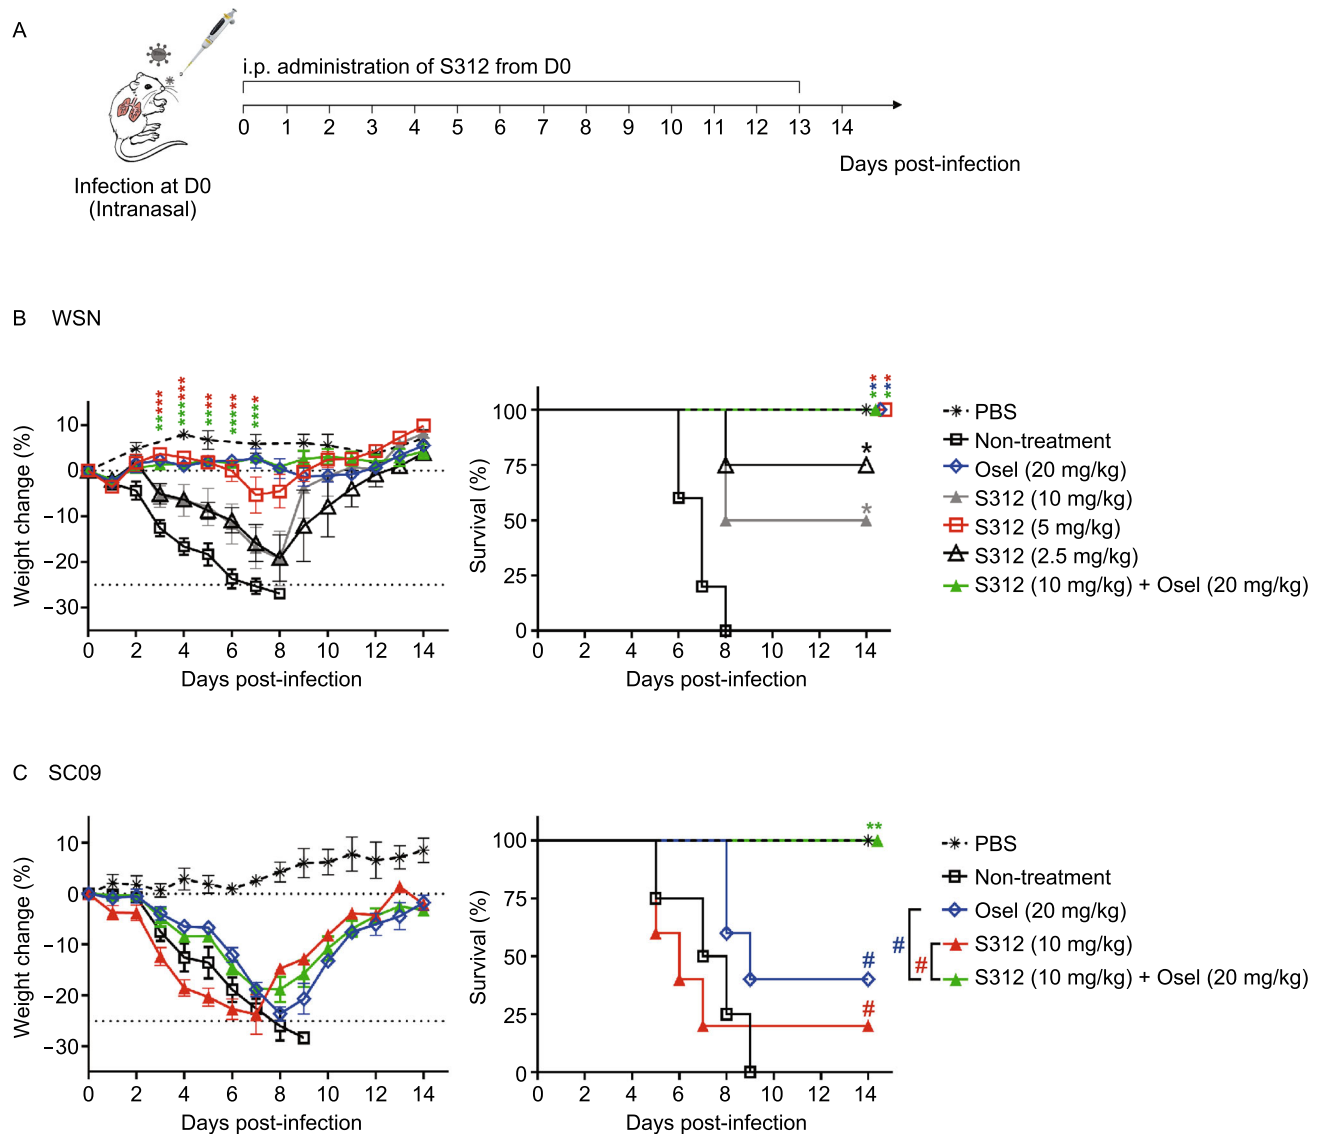 A
i.p. administration of S312 from D0
0 1 2 3 4 5 6 7 8 9 10 11 12 13 14
Days post-infection
Infection at D0
(Intranasal)
B WSN
Weight change (%)
10
0
−10
−20
−30
**** **** **** **** ****
**** **** *** **** ***
0 2 4 6 8 10 12 14
Days post-infection
Survival (%)
100
75
50
25
0
*
*
0 2 4 6 8 10 12 14
Days post-infection
PBS
Non-treatment
Osel (20 mg/kg)
S312 (10 mg/kg)
S312 (5 mg/kg)
S312 (2.5 mg/kg)
S312 (10 mg/kg) + Osel (20 mg/kg)
C SC09
Weight change (%)
10
0
−10
−20
−30
0 2 4 6 8 10 12 14
Days post-infection
Survival (%)
100
75
50
25
0
**
#
#
0 2 4 6 8 10 12 14
Days post-infection
PBS
Non-treatment
Osel (20 mg/kg)
S312 (10 mg/kg)
S312 (10 mg/kg) + Osel (20 mg/kg)
# #